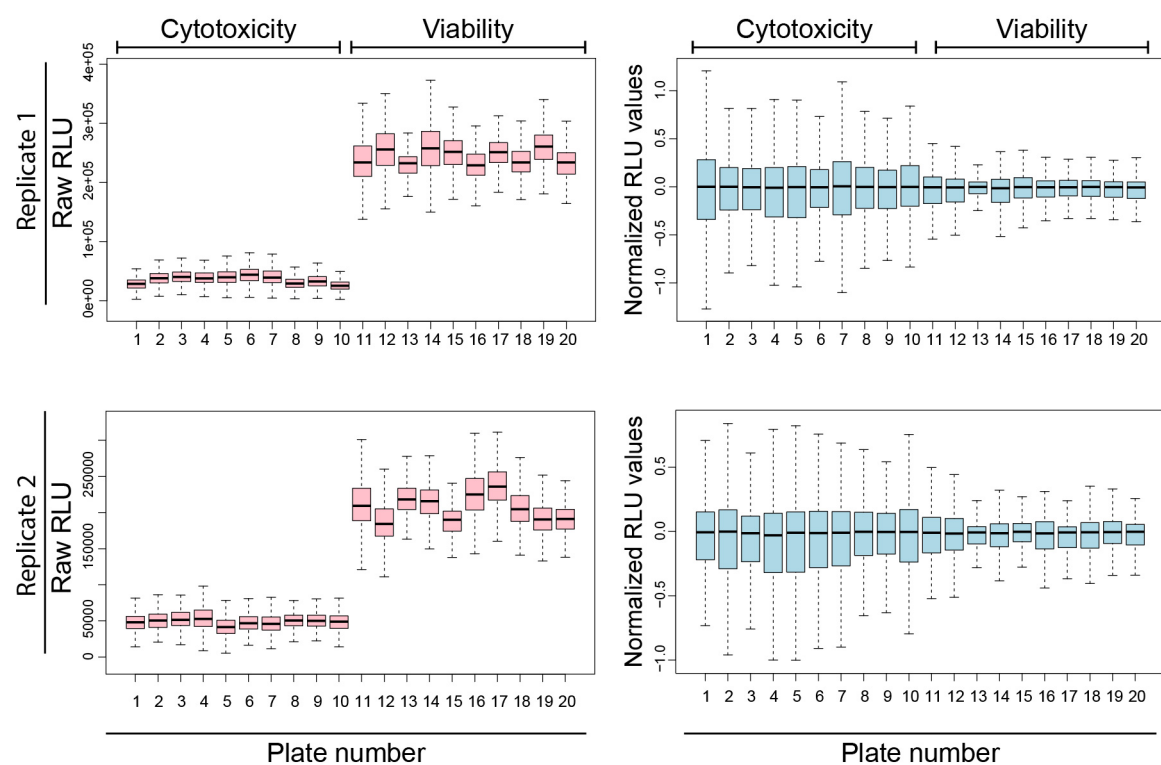 Cytotoxicity Viability
Replicate 1
Raw RLU
4e+05
3e+05
2e+05
1e+05
0e+00
1 2 3 4 5 6 7 8 9 10 11 12 13 14 15 16 17 18 19 20
Cytotoxicity Viability
Normalized RLU values
1.0
0.5
0.0
−0.5
−1.0
1 2 3 4 5 6 7 8 9 10 11 12 13 14 15 16 17 18 19 20
Replicate 2
Raw RLU
250000
150000
50000
0
1 2 3 4 5 6 7 8 9 10 11 12 13 14 15 16 17 18 19 20
Plate number
Normalized RLU values
0.5
0.0
−0.5
−1.0
1 2 3 4 5 6 7 8 9 10 11 12 13 14 15 16 17 18 19 20
Plate number